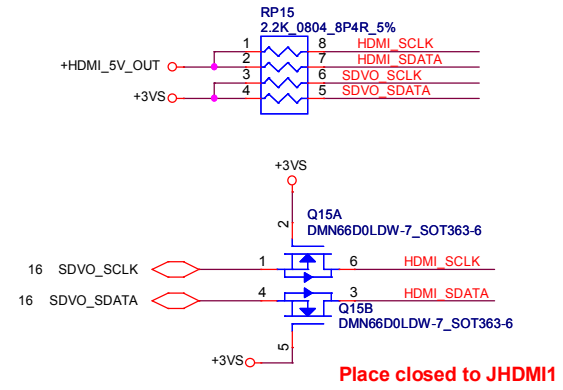 RP15
2.2K_0804_8P4R_5%
1 8 HDMI_SCLK
+HDMI_5V_OUT 2 7 HDMI_SDATA
3 6 SDVO_SCLK
+3VS 4 5 SDVO_SDATA
+3VS
2
Q15A
DMN66D0LDW-7_SOT363-6
16 SDVO_SCLK 1 6 HDMI_SCLK
16 SDVO_SDATA 4 3 HDMI_SDATA
Q15B
DMN66D0LDW-7_SOT363-6
5
+3VS
Place closed to JHDMI1